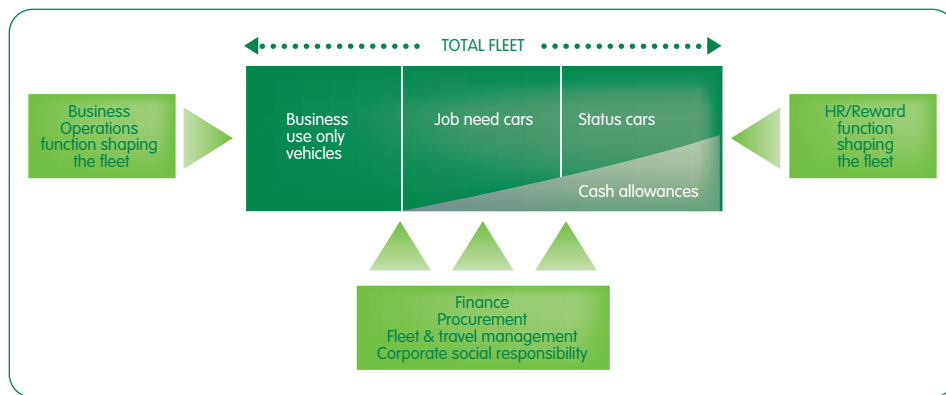 TOTAL FLEET
Business
Operations
function shaping
the fleet
Business
use only
vehicles
Job need cars
Status cars
Cash allowances
HR/Reward
function
shaping
the fleet
Finance
Procurement
Fleet & travel management
Corporate social responsibility